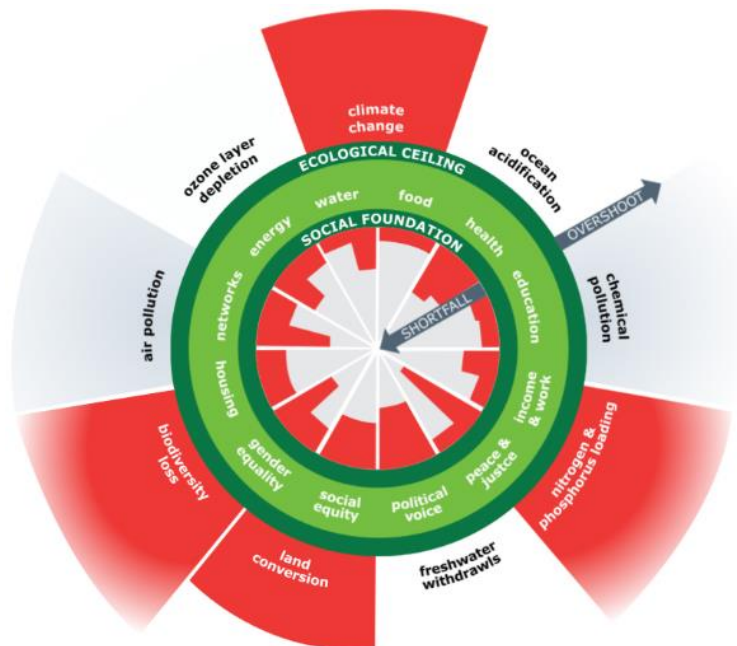 climate
change
ozone layer
depletion
ocean
acidification
ECOLOGICAL CEILING
water
food
energy
health
SOCIAL FOUNDATION
OVERSHOOT
SHORTFALL
networks
education
air pollution
chemical
pollution
housing
income
& work
biodiversity
loss
gender
equality
social
equity
political
voice
peace &
justce
nitrogen &
phosphorus loading
land
conversion
freshwater
withdrawls